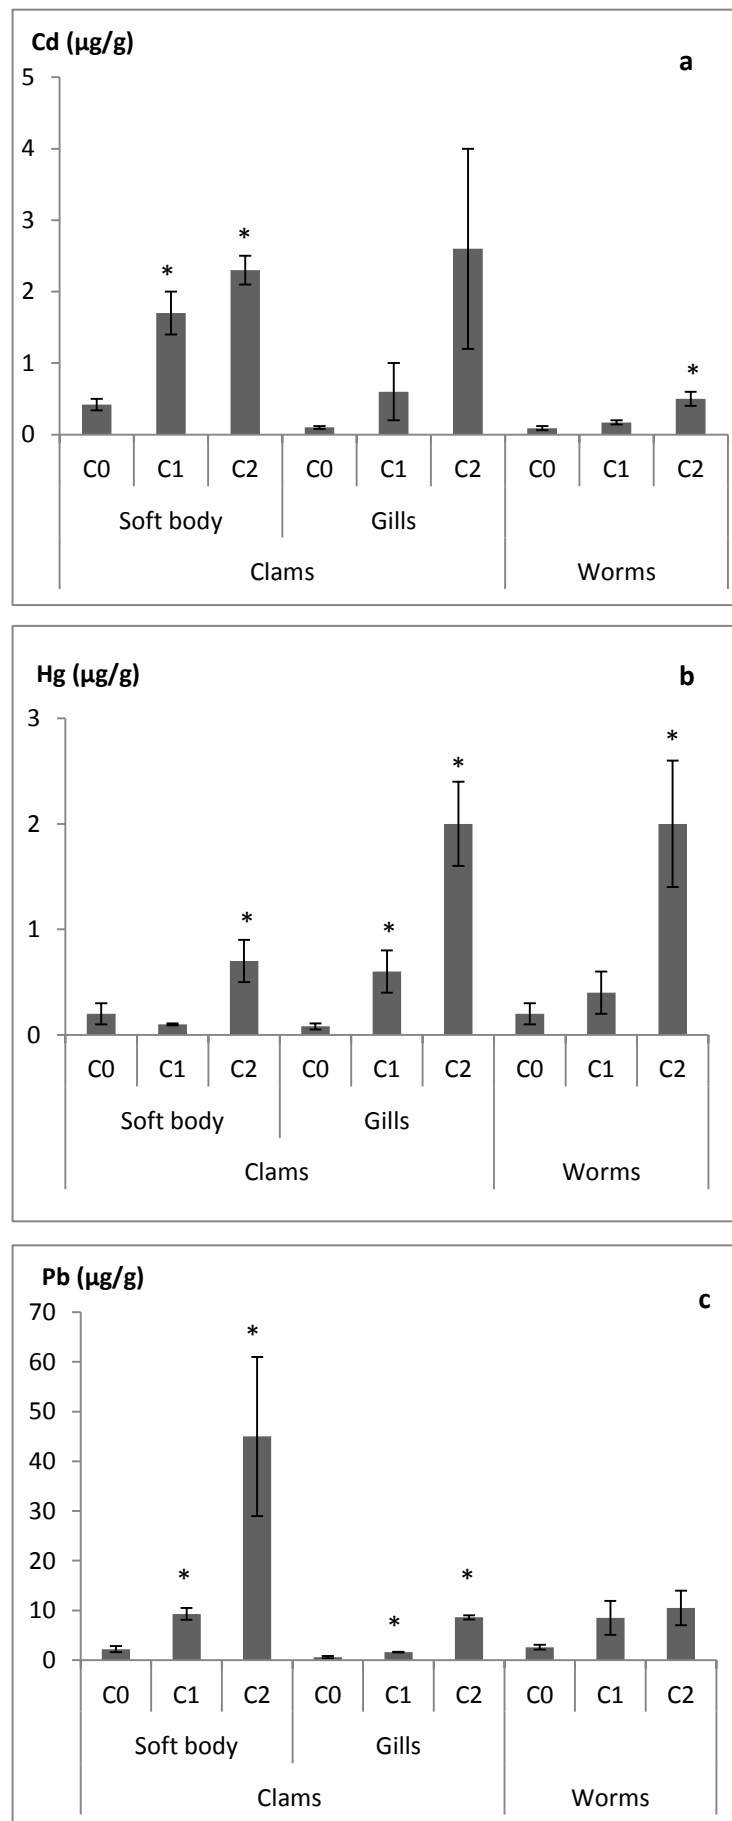 Cd (µg/g)
a
5
4
3
2
1
0
*
*
*
C0 C1 C2 C0 C1 C2 C0 C1 C2
Soft body Gills
Clams Worms
Hg (µg/g)
b
3
2
1
0
*
*
*
*
C0 C1 C2 C0 C1 C2 C0 C1 C2
Soft body Gills
Clams Worms
Pb (µg/g)
c
70
60
50
40
30
20
10
0
*
*
*
*
C0 C1 C2 C0 C1 C2 C0 C1 C2
Soft body Gills
Clams Worms